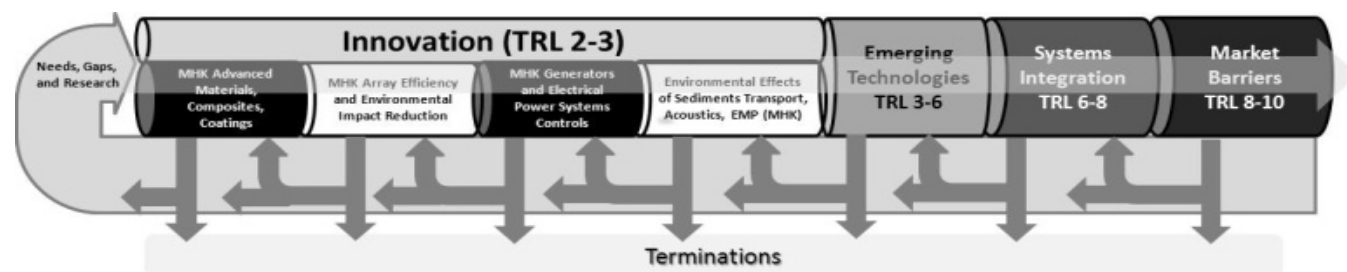 Needs, Gaps,
and Research
Innovation (TRL 2-3)
MHK Advanced
Materials,
Composites,
Coatings
MHK Array Efficiency
and Environmental
Impact Reduction
MHK Generators
and Electrical
Power Systems
Controls
Environmental Effects
of Sediments Transport,
Acoustics, EMP (MHK)
Emerging
Technologies
TRL 3-6
Systems
Integration
TRL 6-8
Market
Barriers
TRL 8-10
Terminations